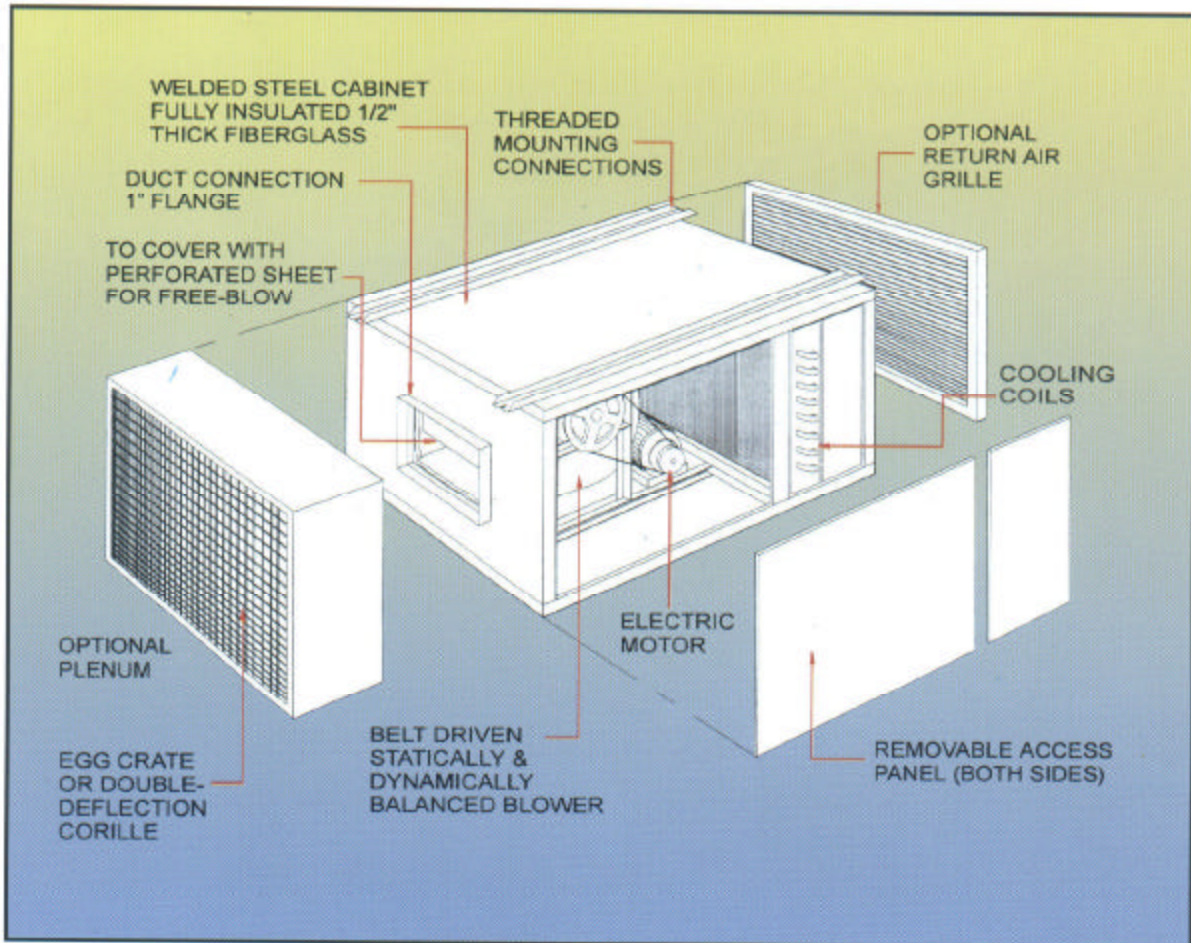 WELDED STEEL CABINET
FULLY INSULATED 1/2"
THICK FIBERGLASS
THREADED
MOUNTING
CONNECTIONS
OPTIONAL
RETURN AIR
GRILLE
DUCT CONNECTION
1" FLANGE
TO COVER WITH
PERFORATED SHEET
FOR FREE-BLOW
COOLING
COILS
ELECTRIC
MOTOR
OPTIONAL
PLENUM
EGG CRATE
OR DOUBLE-
DEFLECTION
CORILLE
BELT DRIVEN
STATICALLY &
DYNAMICALLY
BALANCED BLOWER
REMOVABLE ACCESS
PANEL (BOTH SIDES)